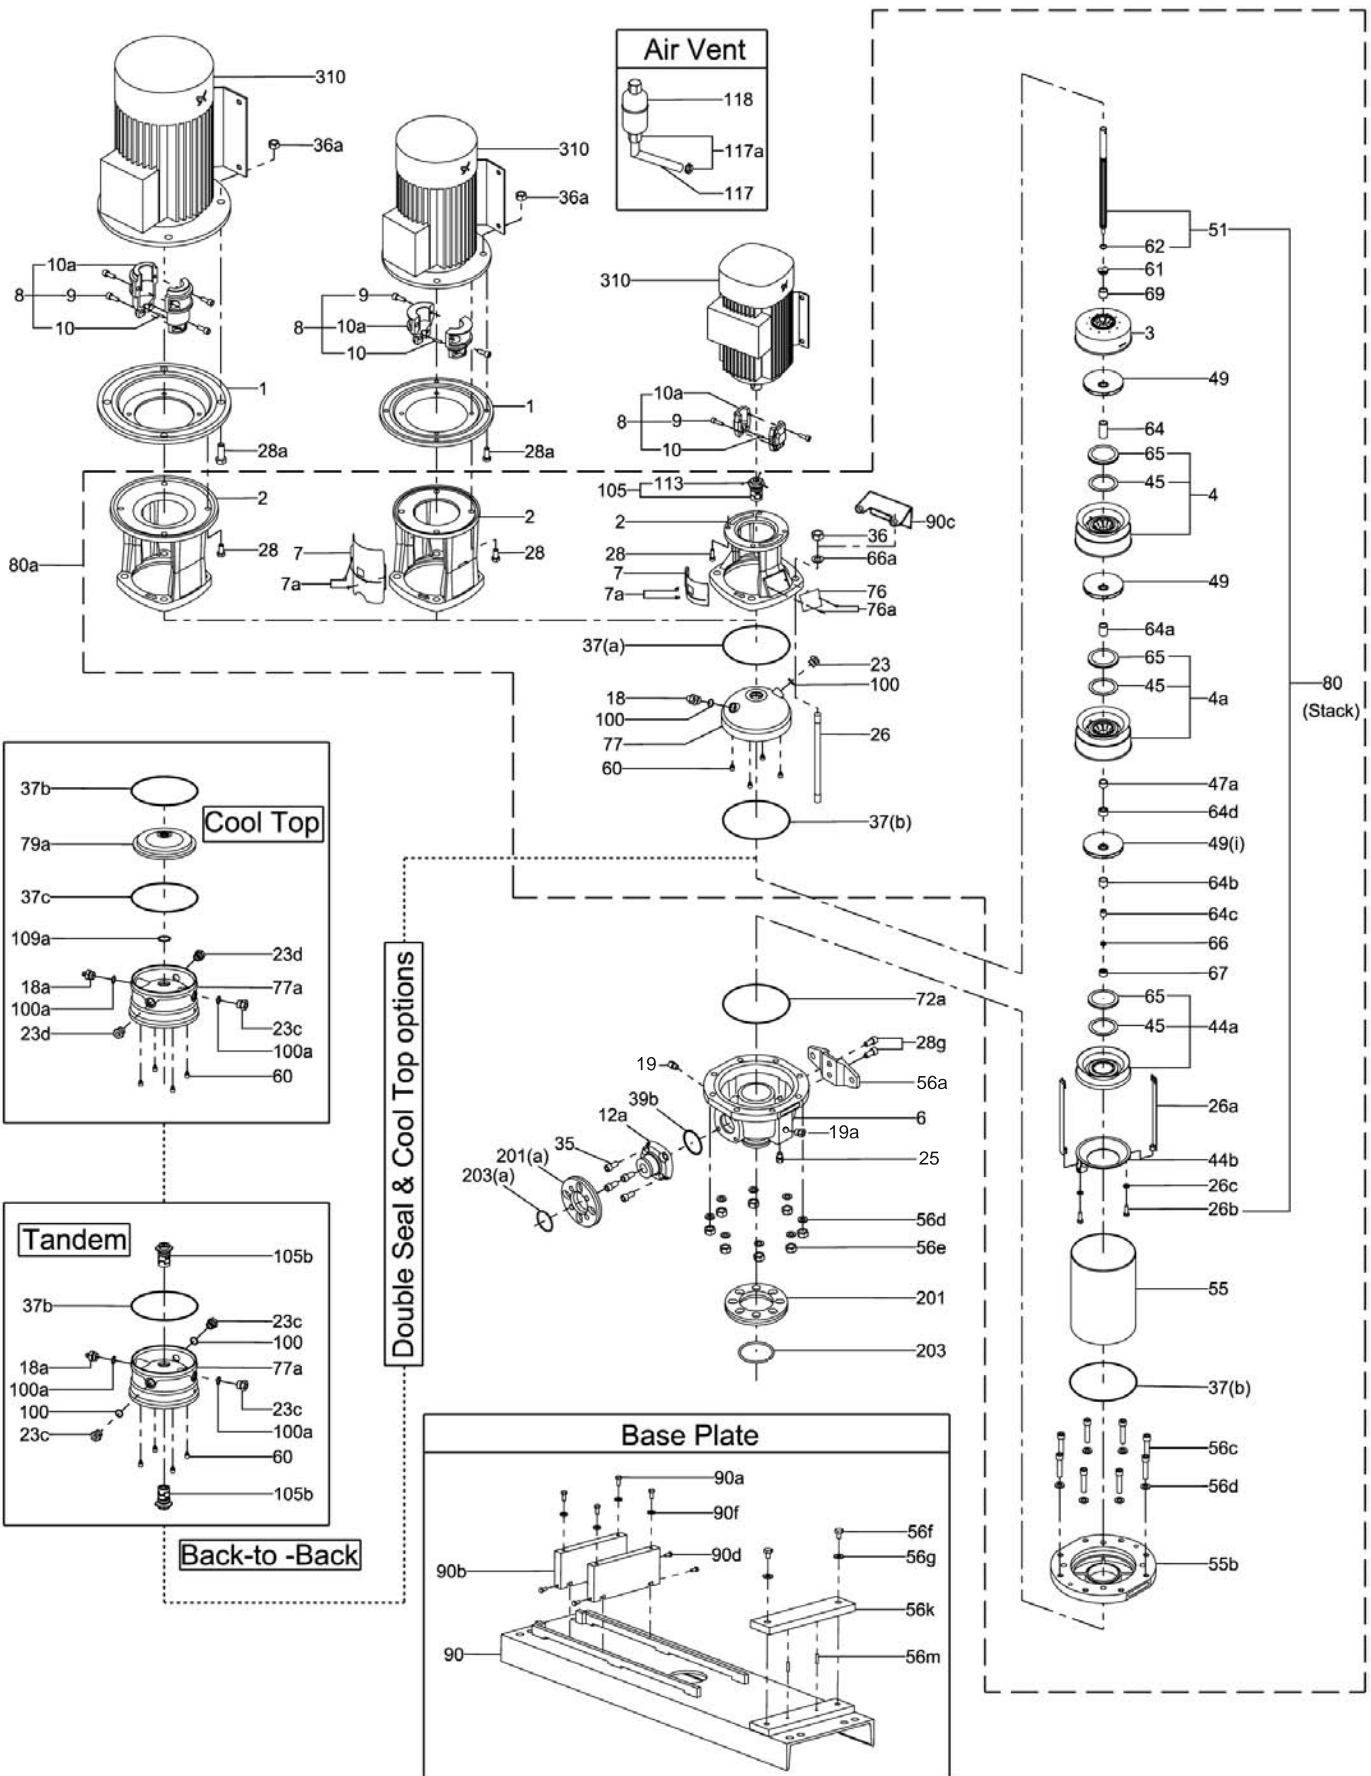 Air Vent
118
117a
117
310
36a
10a
8
9
10
1
28a
2
28
80a
310
36a
9
8
10a
10
1
28a
2
7
7a
28
310
10a
8
9
10
113
105
2
28
7
7a
90c
36
66a
76
76a
37(a)
23
100
18
100
77
26
60
37(b)
51
62
61
69
3
49
64
65
45
4
49
64a
65
45
4a
80
(Stack)
47a
64d
49(i)
64b
64c
66
67
65
45
44a
26a
44b
26c
26b
55
37(b)
56c
56d
55b
Cool Top
37b
79a
37c
109a
23d
18a
77a
100a
23d
23c
100a
60
Tandem
105b
37b
23c
100
18a
77a
100a
100
23c
23c
100a
60
105b
Back-to -Back
Double Seal & Cool Top options
72a
19
28g
56a
39b
12a
6
35
19a
201(a)
25
203(a)
56d
56e
201
203
Base Plate
90a
90f
90d
90b
90
56f
56g
56k
56m